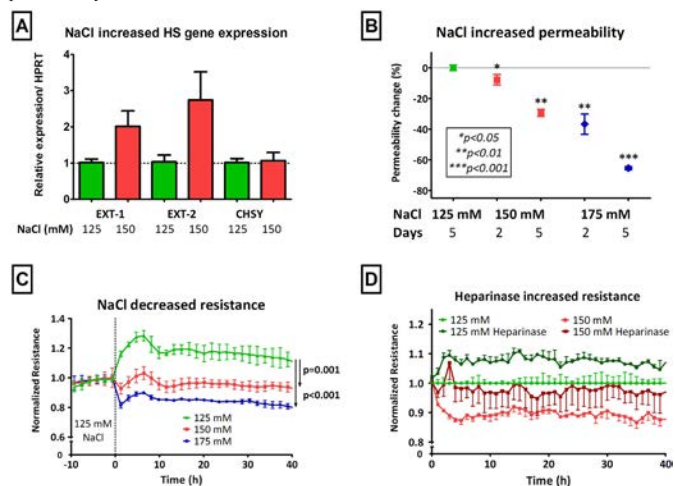 A
NaCl increased HS gene expression
Relative expression/ HPRT
4
3
2
1
0
EXT-1 EXT-2 CHSY
NaCl (mM) 125 150 125 150 125 150
B
NaCl increased permeability
Permeability change (%)
0
-20
-40
-60
-80
*
**
**
***
*p<0.05
**p<0.01
***p<0.001
NaCl 125 mM 150 mM 175 mM
Days 5 2 5 2 5
C
NaCl decreased resistance
Normalized Resistance
1.4
1.2
1.0
0.8
0.6
0
125 mM
NaCl
p=0.001
p<0.001
125 mM
150 mM
175 mM
-10 0 10 20 30 40
Time (h)
D
Heparinase increased resistance
125 mM 150 mM
125 mM Heparinase 150 mM Heparinase
Normalized Resistance
1.2
1.1
1.0
0.9
0.8
0
0 10 20 30 40
Time (h)